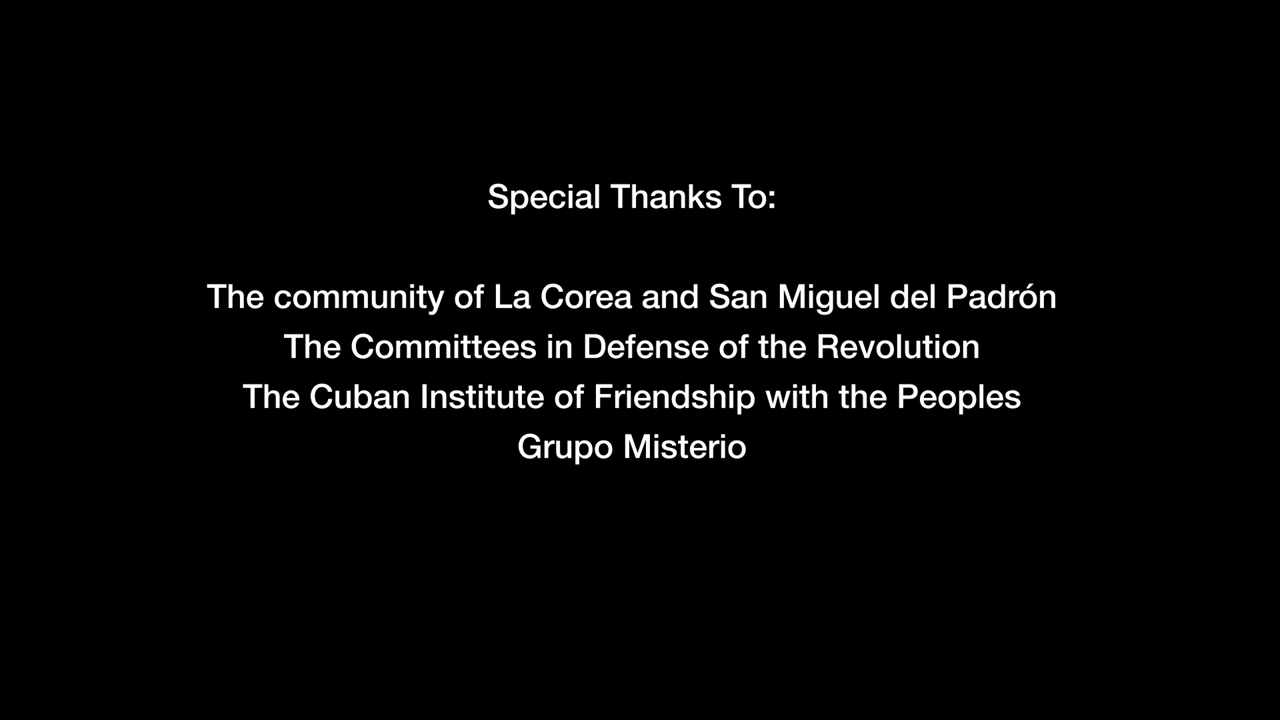 Special Thanks To:
The community of La Corea and San Miguel del Padrón
The Committees in Defense of the Revolution
The Cuban Institute of Friendship with the Peoples
Grupo Misterio